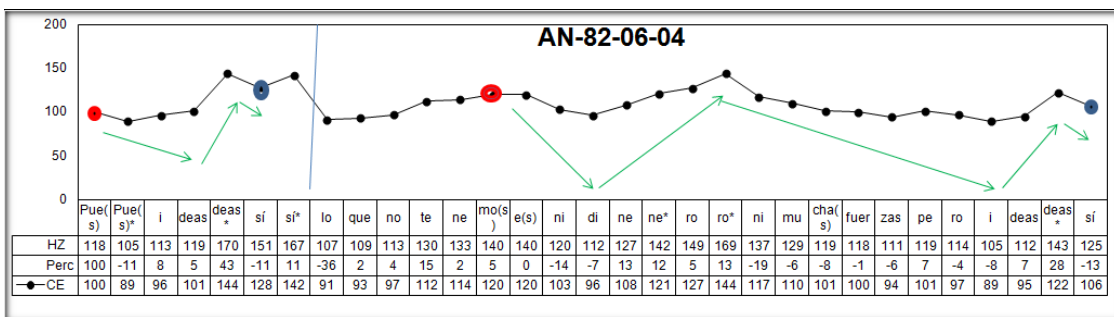 AN-82-06-04
200
150
100
50
0
Pue(s) Pue(s)* i deas deas* sí sí* lo que no te ne mo(s) e(s) ni di ne ne* ro ro* ni mu cha(s) fuer zas pe ro i deas deas* sí
HZ 118 105 113 119 170 151 167 107 109 113 130 133 140 140 120 112 127 142 149 169 137 129 119 118 111 119 114 105 112 143 125
Perc 100 -11 8 5 43 -11 11 -36 2 4 15 2 5 0 -14 -7 13 12 5 13 -19 -6 -8 -1 -6 7 -4 -8 7 28 -13
CE 100 89 96 101 144 128 142 91 93 97 112 114 120 120 103 96 108 121 127 144 117 110 101 100 94 101 97 89 95 122 106